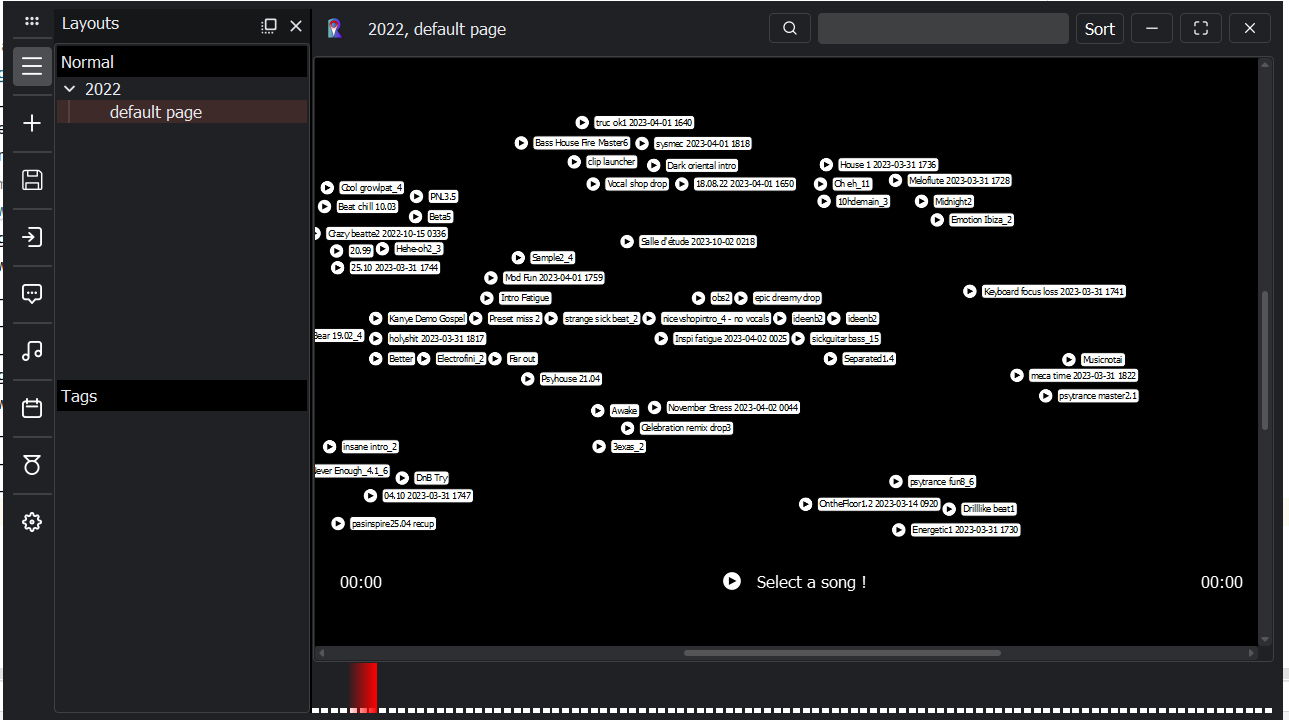 Layouts
2022, default page
Sort
Normal
2022
default page
Tags
truc ok1 2023-04-01 1640
Bass House Fire Master6
sysmec 2023-04-01 1818
clip launcher
Dark oriental intro
House 1 2023-03-31 1736
Vocal shop drop
18.08.22 2023-04-01 1650
Oh eh_11
Meloflute 2023-03-31 1728
Cool growlpat_4
PNL3.5
10hdemain_3
Midnight2
Beat chill 10.03
Beta5
Emotion Ibiza_2
Crazy beatte2 2022-10-15 0336
Salle d'étude 2023-10-02 0218
20.99
Hehe-oh2_3
Sample2_4
25.10 2023-03-31 1744
Mod Fun 2023-04-01 1759
Keyboard focus loss 2023-03-31 1741
Intro Fatigue
obs2
epic dreamy drop
Kanye Demo Gospel
Preset miss 2
strange sick beat_2
nicevshopintro_4 - no vocals
ideenb2
ideenb2
Bear 19.02_4
holyshit 2023-03-31 1817
Inspi fatigue 2023-04-02 0025
sickguitarbass_15
Better
Electrofini_2
Far out
Separated1.4
Musicnotai
Psyhouse 21.04
meca time 2023-03-31 1822
psytrance master2.1
Awake
November Stress 2023-04-02 0044
Celebration remix drop3
insane intro_2
3exas_2
Never Enough_4.1_6
DnB Try
psytrance fun8_6
04.10 2023-03-31 1747
OntheFloor1.2 2023-03-14 0920
Drilllike beat1
pasinspire25.04 recup
Energetic1 2023-03-31 1730
00:00
Select a song !
00:00